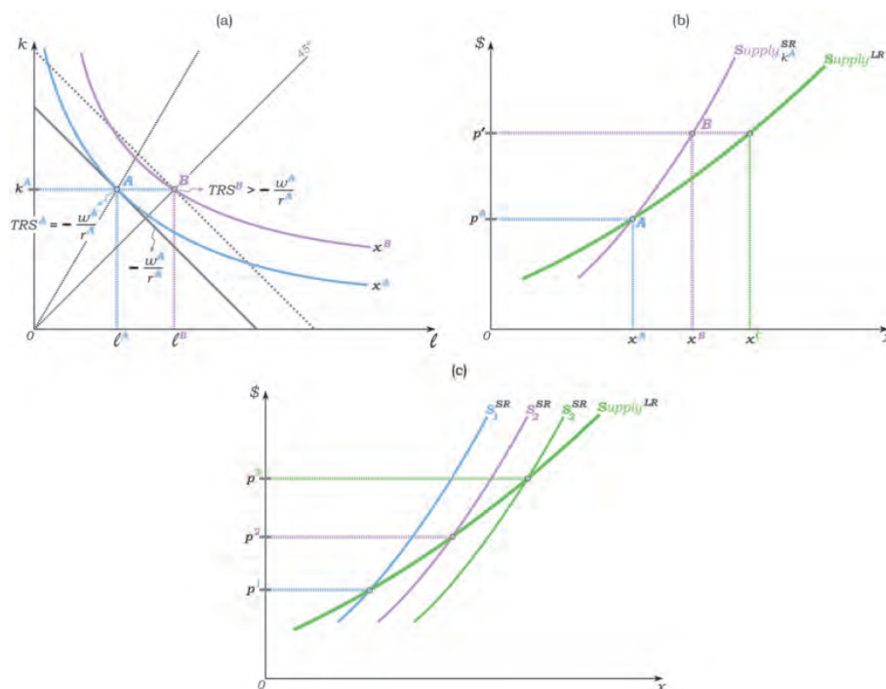 (a)
k
45°
k^A
A
B
TRS^B > − w^A / r^A
TRS^A = − w^A / r^A
− w^A / r^A
x^B
x^A
0
ℓ^A
ℓ^B
ℓ
(b)
$
Supply^SR_k^A
Supply^LR
p′
B
p^A
A
0
x^A
x^B
x^C
(c)
$
S_1^SR
S_2^SR
S_3^SR
Supply^LR
p^3
p^2
p^1
0
x